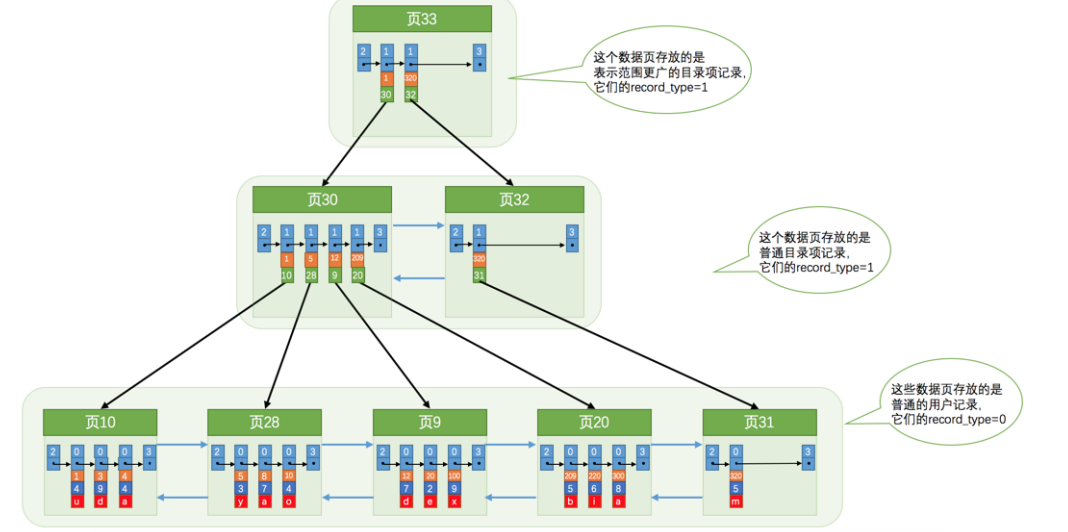 页33
2 1 1 3
1 320
30 32
这个数据页存放的是
表示范围更广的目录项记录,
它们的record_type=1
页30
2 1 1 1 1 3
1 5 12 209
10 28 9 20
页32
2 1 3
320
31
这个数据页存放的是
普通目录项记录,
它们的record_type=1
这些数据页存放的是
普通的用户记录,
它们的record_type=0
页10
2 0 0 0 3
1 3 4
4 9 4
u d a
页28
2 0 0 0 3
5 8 10
3 7 4
y a o
页9
2 0 0 0 3
12 20 100
7 2 9
d e x
页20
2 0 0 0 3
209 220 300
5 6 8
b i a
页31
2 0 3
320
5
m